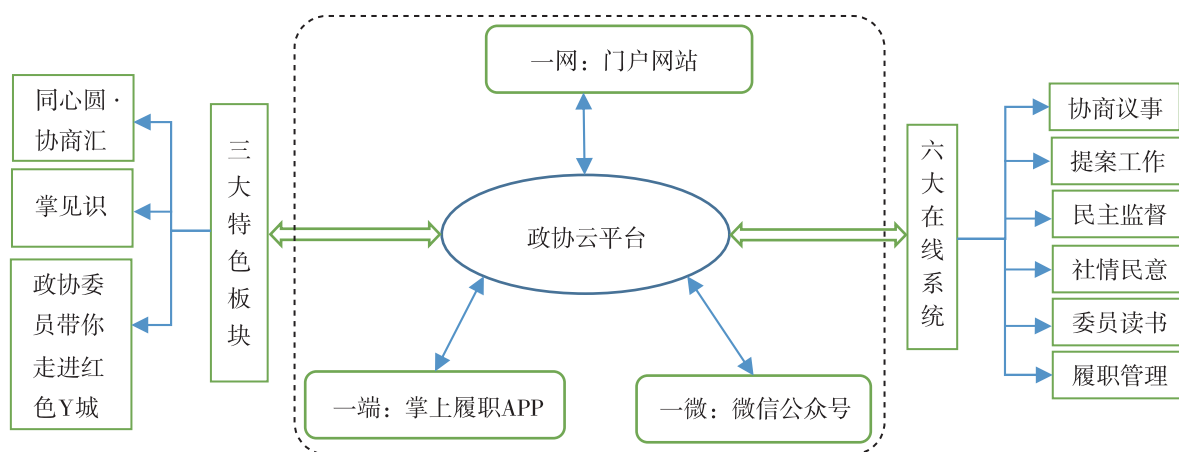 一网：门户网站
同心圆·
协商汇
掌见识
政协委
员带你
走进红
色Y城
三大特色板块
政协云平台
一端：掌上履职APP
一微：微信公众号
六大在线系统
协商议事
提案工作
民主监督
社情民意
委员读书
履职管理